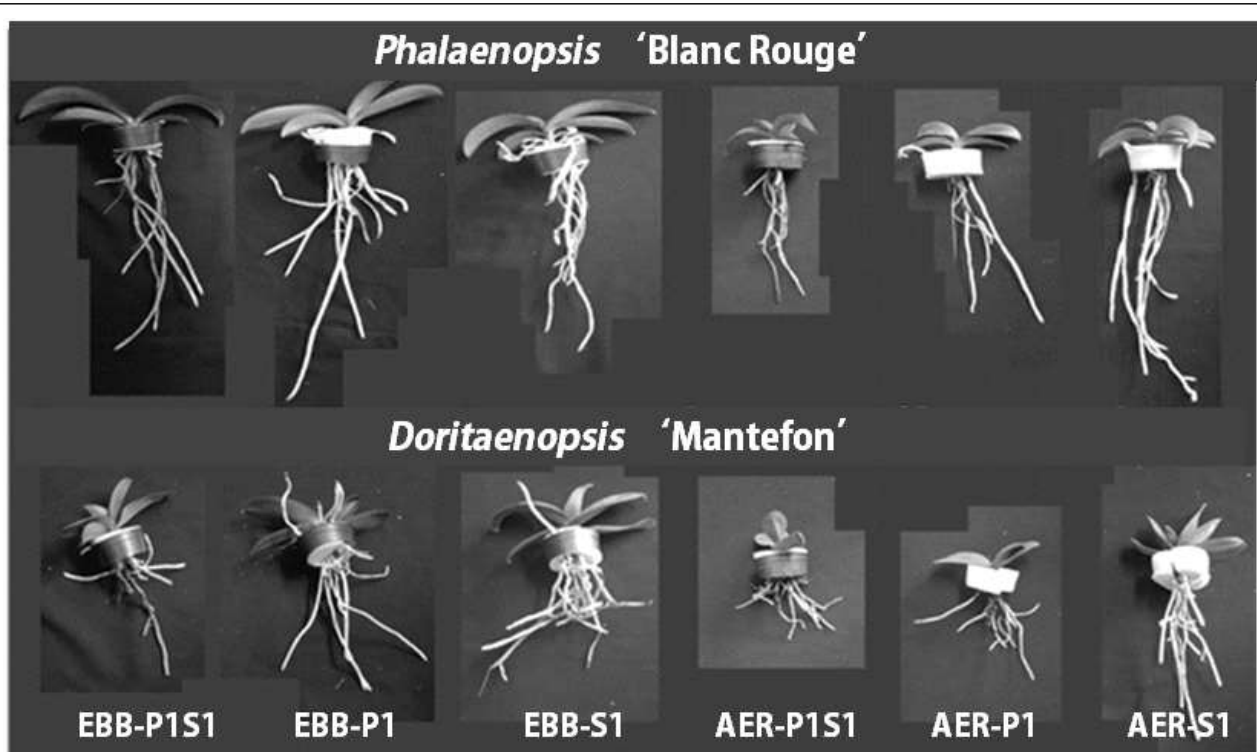 Phalaenopsis ‘Blanc Rouge’
Doritaenopsis ‘Mantefon’
EBB-P1S1 EBB-P1 EBB-S1 AER-P1S1 AER-P1 AER-S1